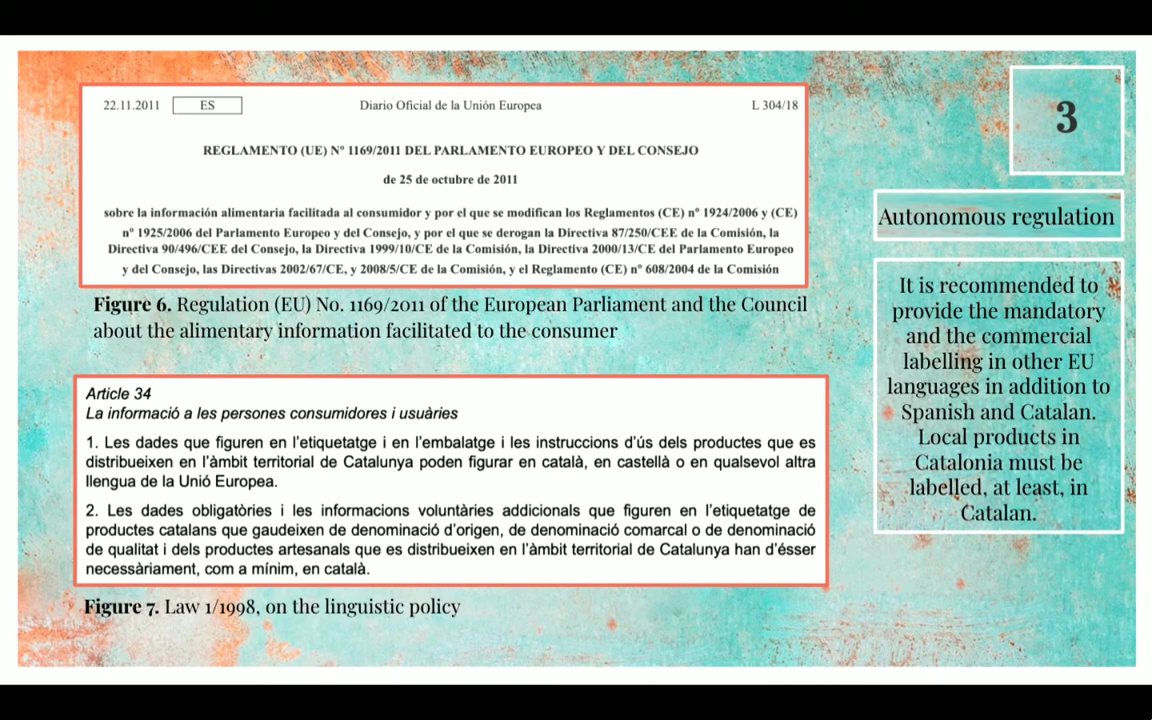 22.11.2011 ES Diario Oficial de la Unión Europea L 304/18
REGLAMENTO (UE) Nº 1169/2011 DEL PARLAMENTO EUROPEO Y DEL CONSEJO
de 25 de octubre de 2011
sobre la información alimentaria facilitada al consumidor y por el que se modifican los Reglamentos (CE) nº 1924/2006 y (CE)
nº 1925/2006 del Parlamento Europeo y del Consejo, y por el que se derogan la Directiva 87/250/CEE de la Comisión, la
Directiva 90/496/CEE del Consejo, la Directiva 1999/10/CE de la Comisión, la Directiva 2000/13/CE del Parlamento Europeo
y del Consejo, las Directivas 2002/67/CE, y 2008/5/CE de la Comisión, y el Reglamento (CE) nº 608/2004 de la Comisión
Figure 6. Regulation (EU) No. 1169/2011 of the European Parliament and the Council
about the alimentary information facilitated to the consumer
Article 34
La informació a les persones consumidores i usuàries
1. Les dades que figuren en l'etiquetatge i en l'embalatge i les instruccions d'ús dels productes que es
distribueixen en l'àmbit territorial de Catalunya poden figurar en català, en castellà o en qualsevol altra
llengua de la Unió Europea.
2. Les dades obligatòries i les informacions voluntàries addicionals que figuren en l'etiquetatge de
productes catalans que gaudeixen de denominació d'origen, de denominació comarcal o de denominació
de qualitat i dels productes artesanals que es distribueixen en l'àmbit territorial de Catalunya han d'ésser
necessàriament, com a mínim, en català.
Figure 7. Law 1/1998, on the linguistic policy
3
Autonomous regulation
It is recommended to
provide the mandatory
and the commercial
labelling in other EU
languages in addition to
Spanish and Catalan.
Local products in
Catalonia must be
labelled, at least, in
Catalan.